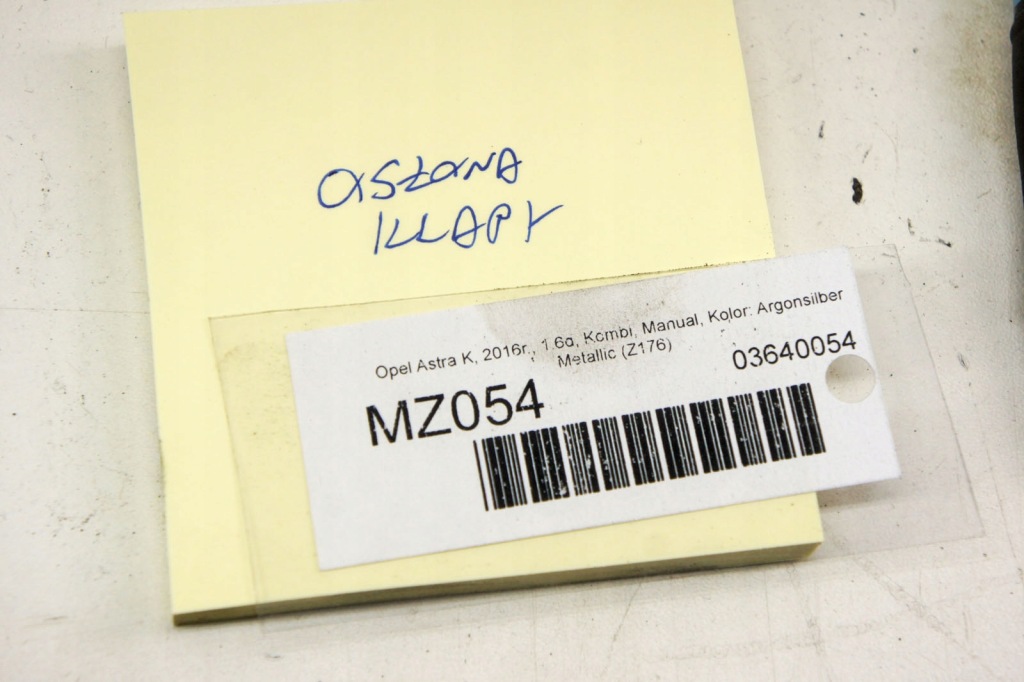 OSŁONA
KLAPY
Opel Astra K, 2016r., 1.6d, Kombi, Manual, Kolor: Argonsilber
Metallic (Z176)
03640054
MZ054